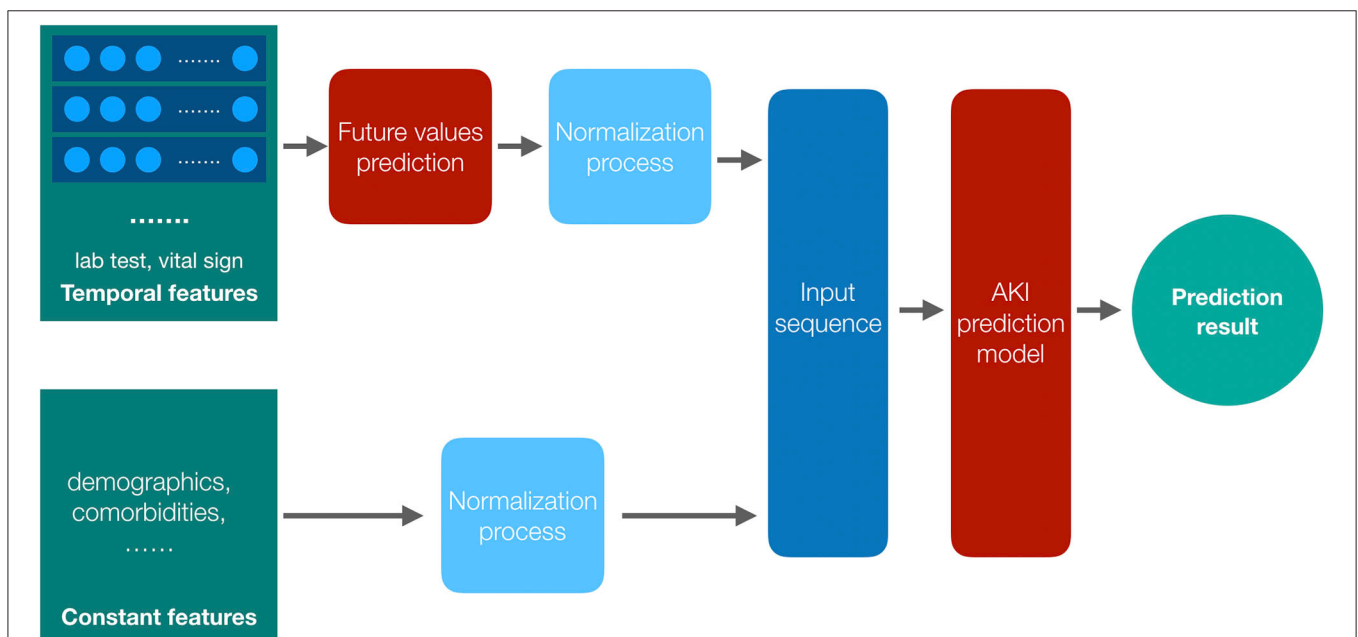 .......
.......
.......
.......
lab test, vital sign
Temporal features
Future values
prediction
Normalization
process
Input
sequence
AKI
prediction
model
Prediction
result
demographics,
comorbidities,
......
Constant features
Normalization
process